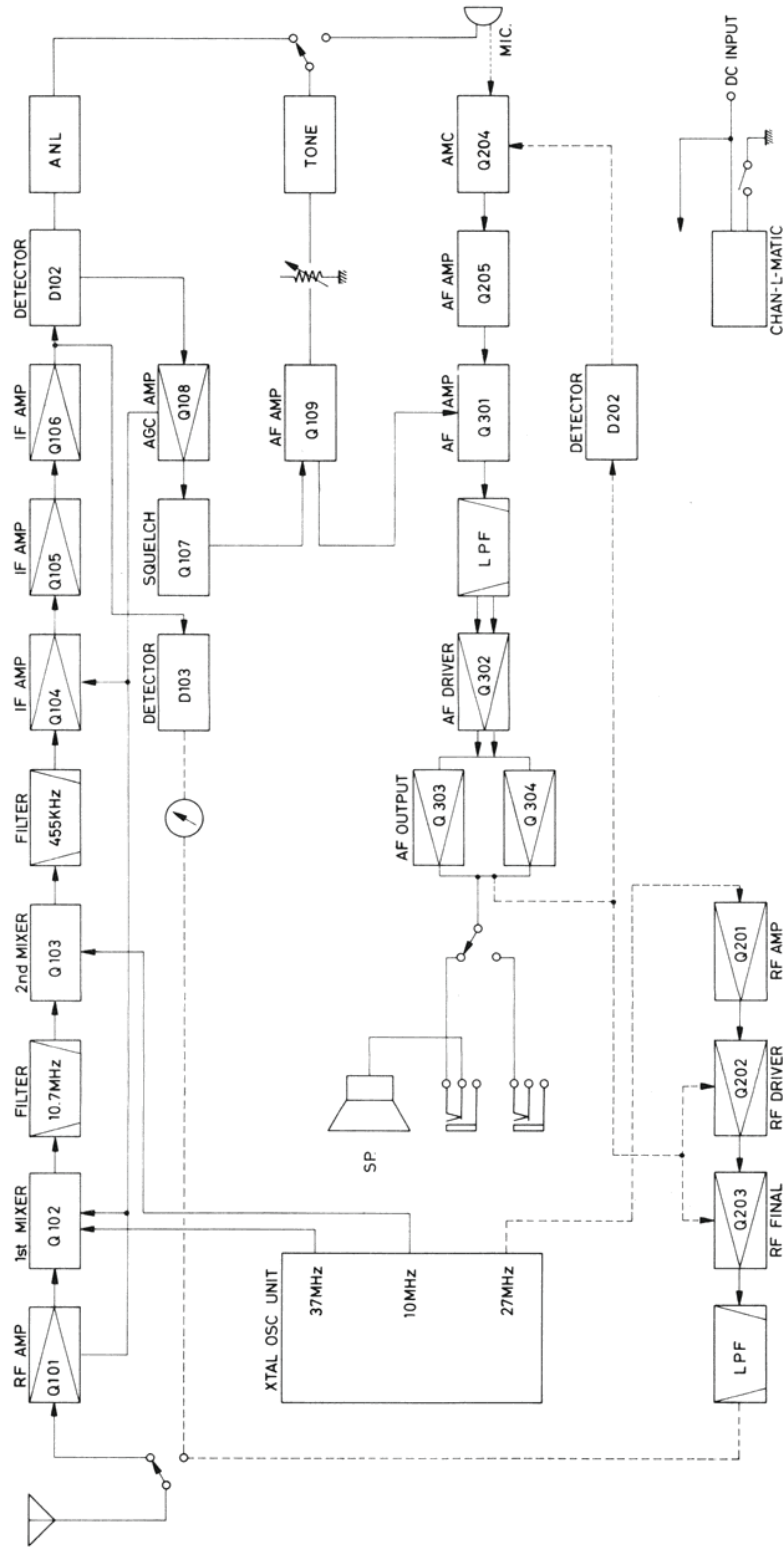 RF AMP
Q101
1st MIXER
Q102
FILTER
10.7MHz
2nd MIXER
Q103
FILTER
455KHz
IF AMP
Q104
IF AMP
Q105
IF AMP
Q106
DETECTOR
D102
ANL
DETECTOR
D103
SQUELCH
Q107
AGC AMP
Q108
AF AMP
Q109
TONE
XTAL OSC UNIT
37MHz
10MHz
27MHz
SP.
AF OUTPUT
Q303
Q304
AF DRIVER
Q302
LPF
AF AMP
Q301
AF AMP
Q205
AMC
Q204
MIC.
DETECTOR
D202
LPF
Q203
RF FINAL
Q202
RF DRIVER
Q201
RF AMP
CHAN-L-MATIC
DC INPUT